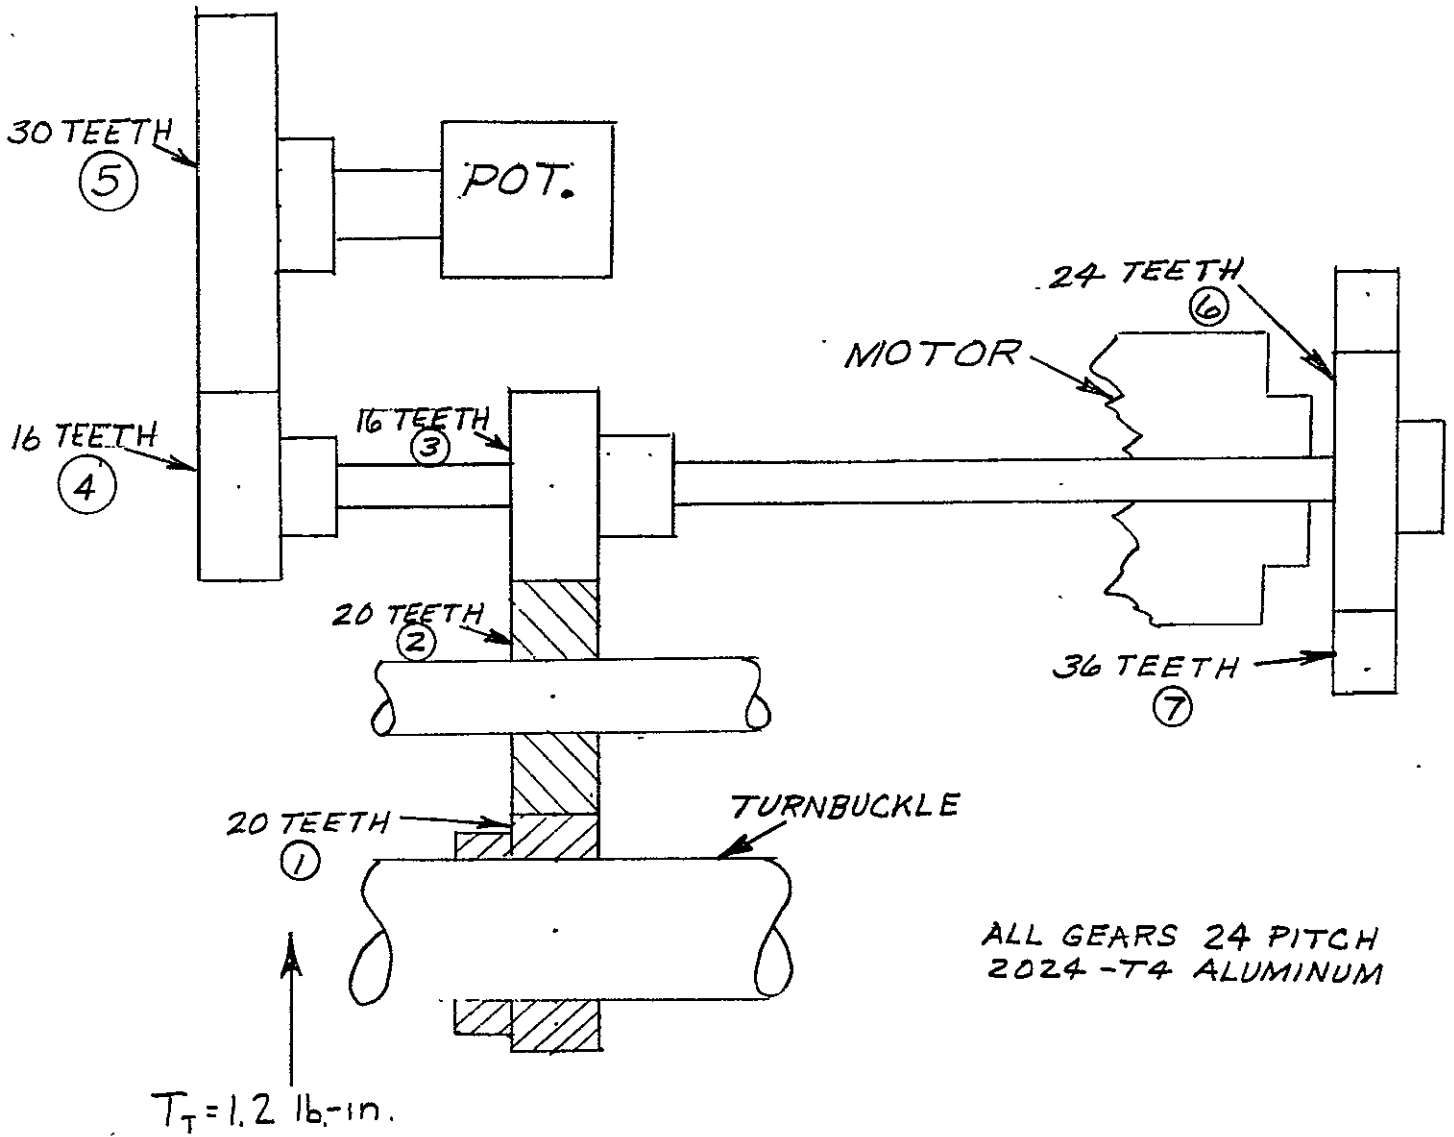 30 TEETH
5
POT.
24 TEETH
6
MOTOR
16 TEETH
3
16 TEETH
4
20 TEETH
2
36 TEETH
7
TURNBUCKLE
20 TEETH
1
ALL GEARS 24 PITCH
2024-T4 ALUMINUM
T_T = 1.2 lb.-in.